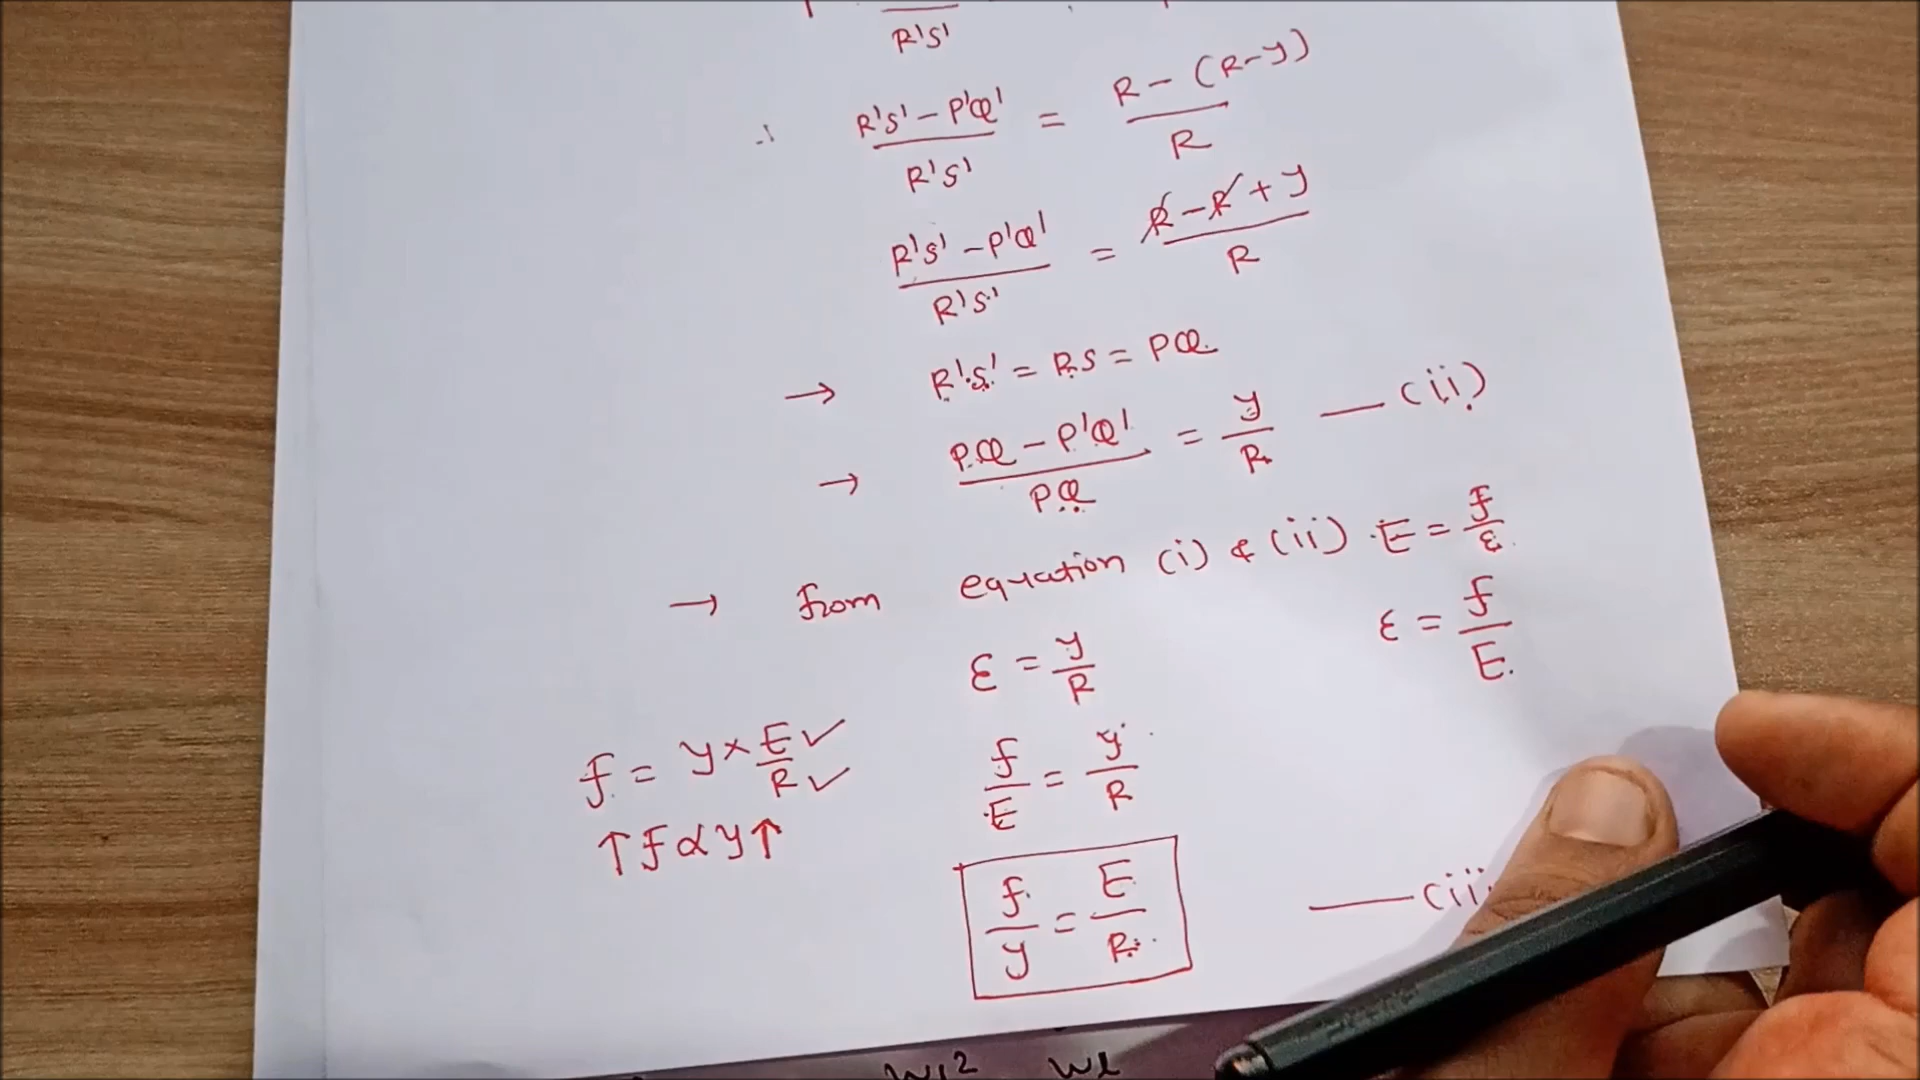 R'S'
∴ (R'S' - P'Q')/R'S' = (R - (R-y))/R
(R'S' - P'Q')/R'S' = (R - R + y)/R
→ R'S' = RS = PQ
→ (PQ - P'Q')/PQ = y/R — (ii)
→ from equation (i) & (ii) E = f/ε
ε = y/R ε = f/E
f = y × E/R ✓ ✓ f/E = y/R
↑ f ∝ y ↑
f/y = E/R — (iii